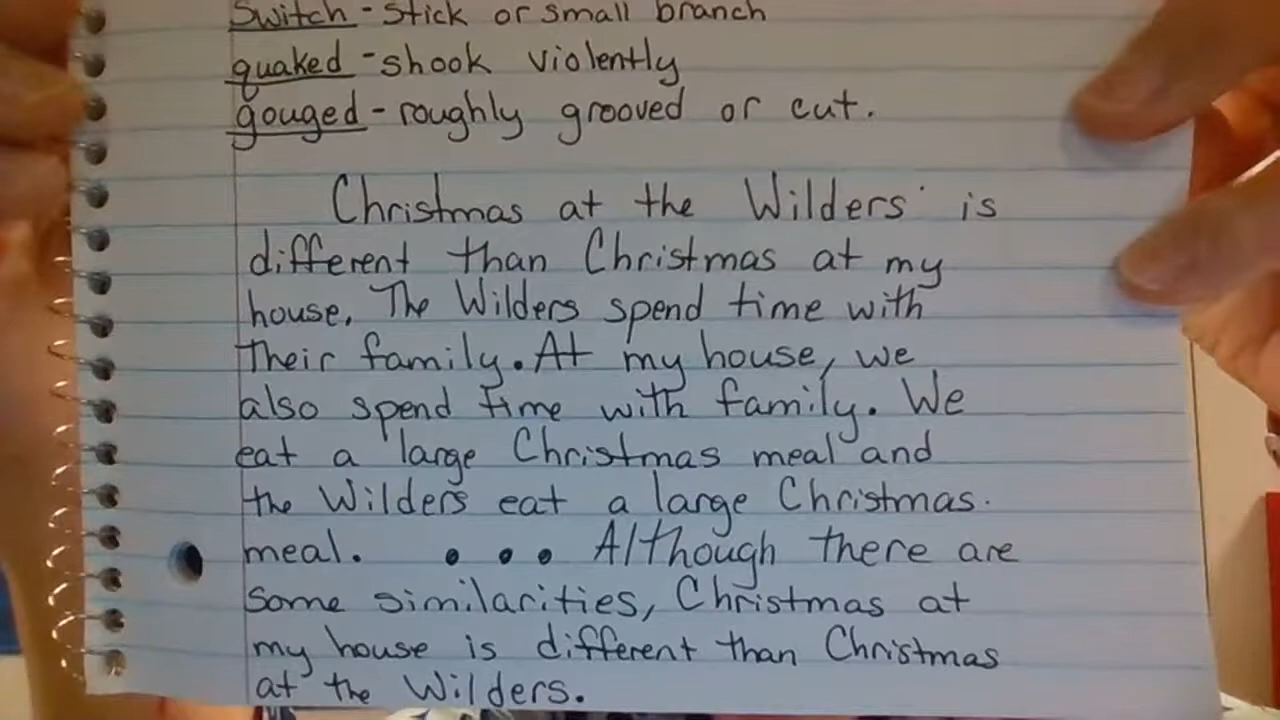 Switch - stick or small branch
quaked - shook violently
gouged - roughly grooved or cut.
Christmas at the Wilders' is
different than Christmas at my
house. The Wilders spend time with
their family. At my house, we
also spend time with family. We
eat a large Christmas meal and
the Wilders eat a large Christmas.
meal. . . . Although there are
some similarities, Christmas at
my house is different than Christmas
at the Wilders.